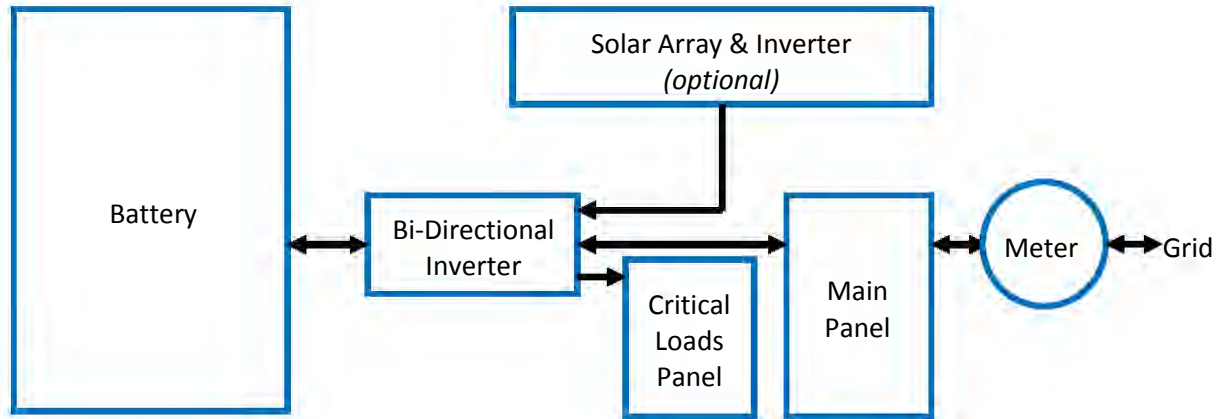 Solar Array & Inverter
(optional)
Battery
Bi-Directional
Inverter
Critical
Loads
Panel
Main
Panel
Meter
Grid